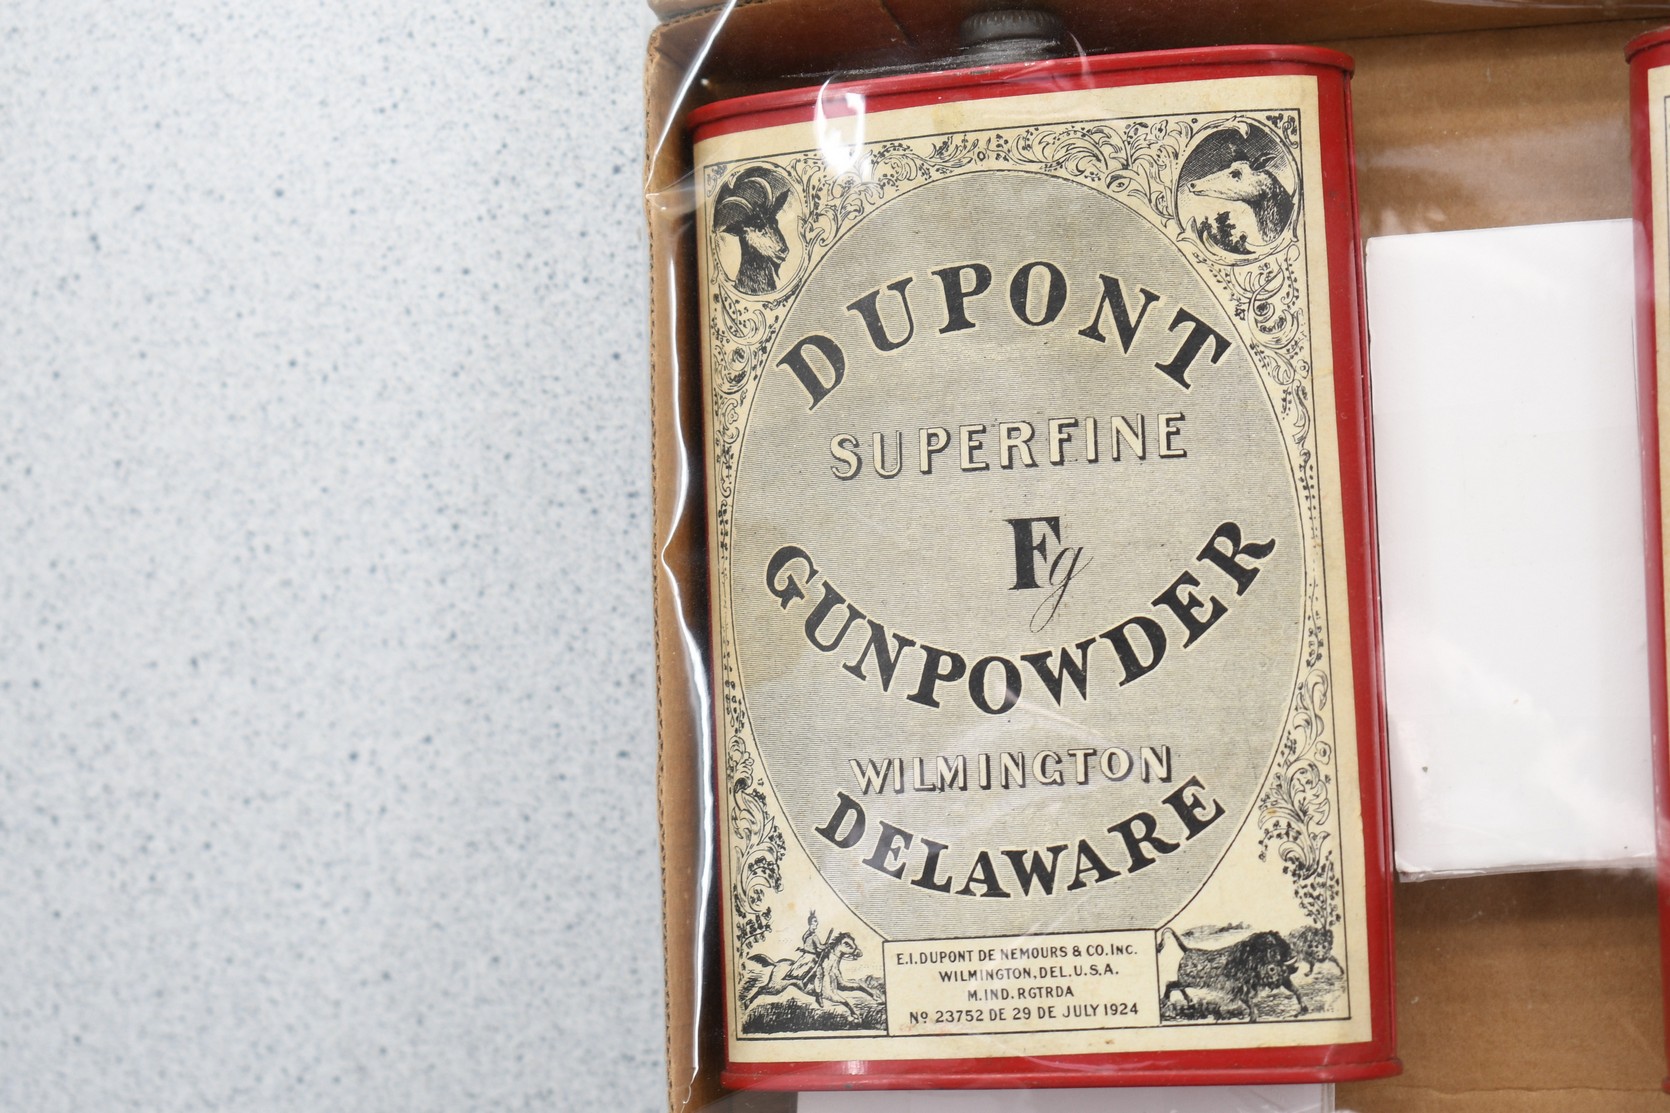 DUPONT
SUPERFINE
Fg
GUNPOWDER
WILMINGTON
DELAWARE
E.I.DUPONT DE NEMOURS & CO.INC.
WILMINGTON, DEL.U.S.A.
M.IND.RGTRDA
Nº 23752 DE 29 DE JULY 1924